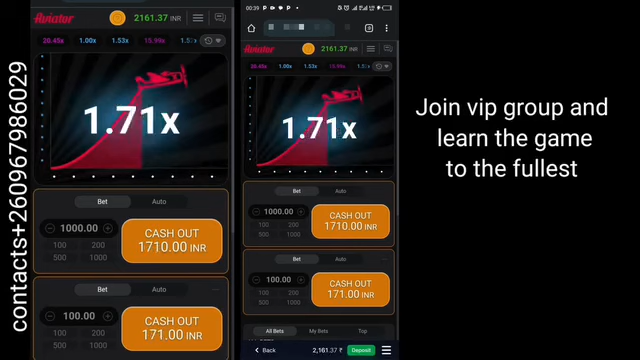 contacts+260967986029
Aviator
2161.37 INR
20.45x 1.00x 1.53x 15.99x
1.71x
Bet Auto
1000.00
100 200
500 1000
CASH OUT
1710.00 INR
Bet Auto
100.00
100 200
500 1000
CASH OUT
171.00 INR
00:39
Aviator
2161.37 INR
20.45x 1.00x 1.53x 15.99x
1.71x
Bet Auto
1000.00
100 200
500 1000
CASH OUT
1710.00 INR
Bet Auto
100.00
100 200
500 1000
CASH OUT
171.00 INR
All Bets My Bets Top
Back 2,161.37 ₹ Deposit
Join vip group and
learn the game
to the fullest